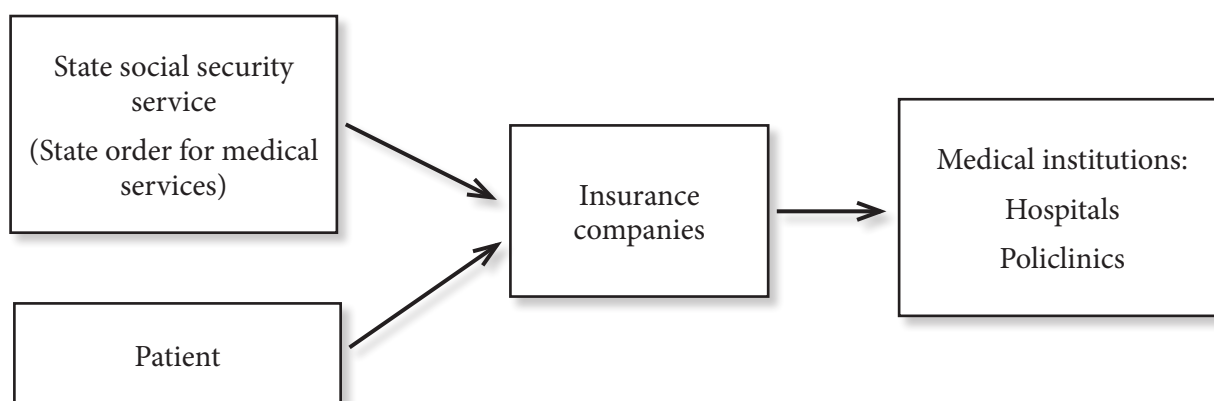 State social security
service
(State order for medical
services)
Patient
Insurance
companies
Medical institutions:
Hospitals
Policlinics